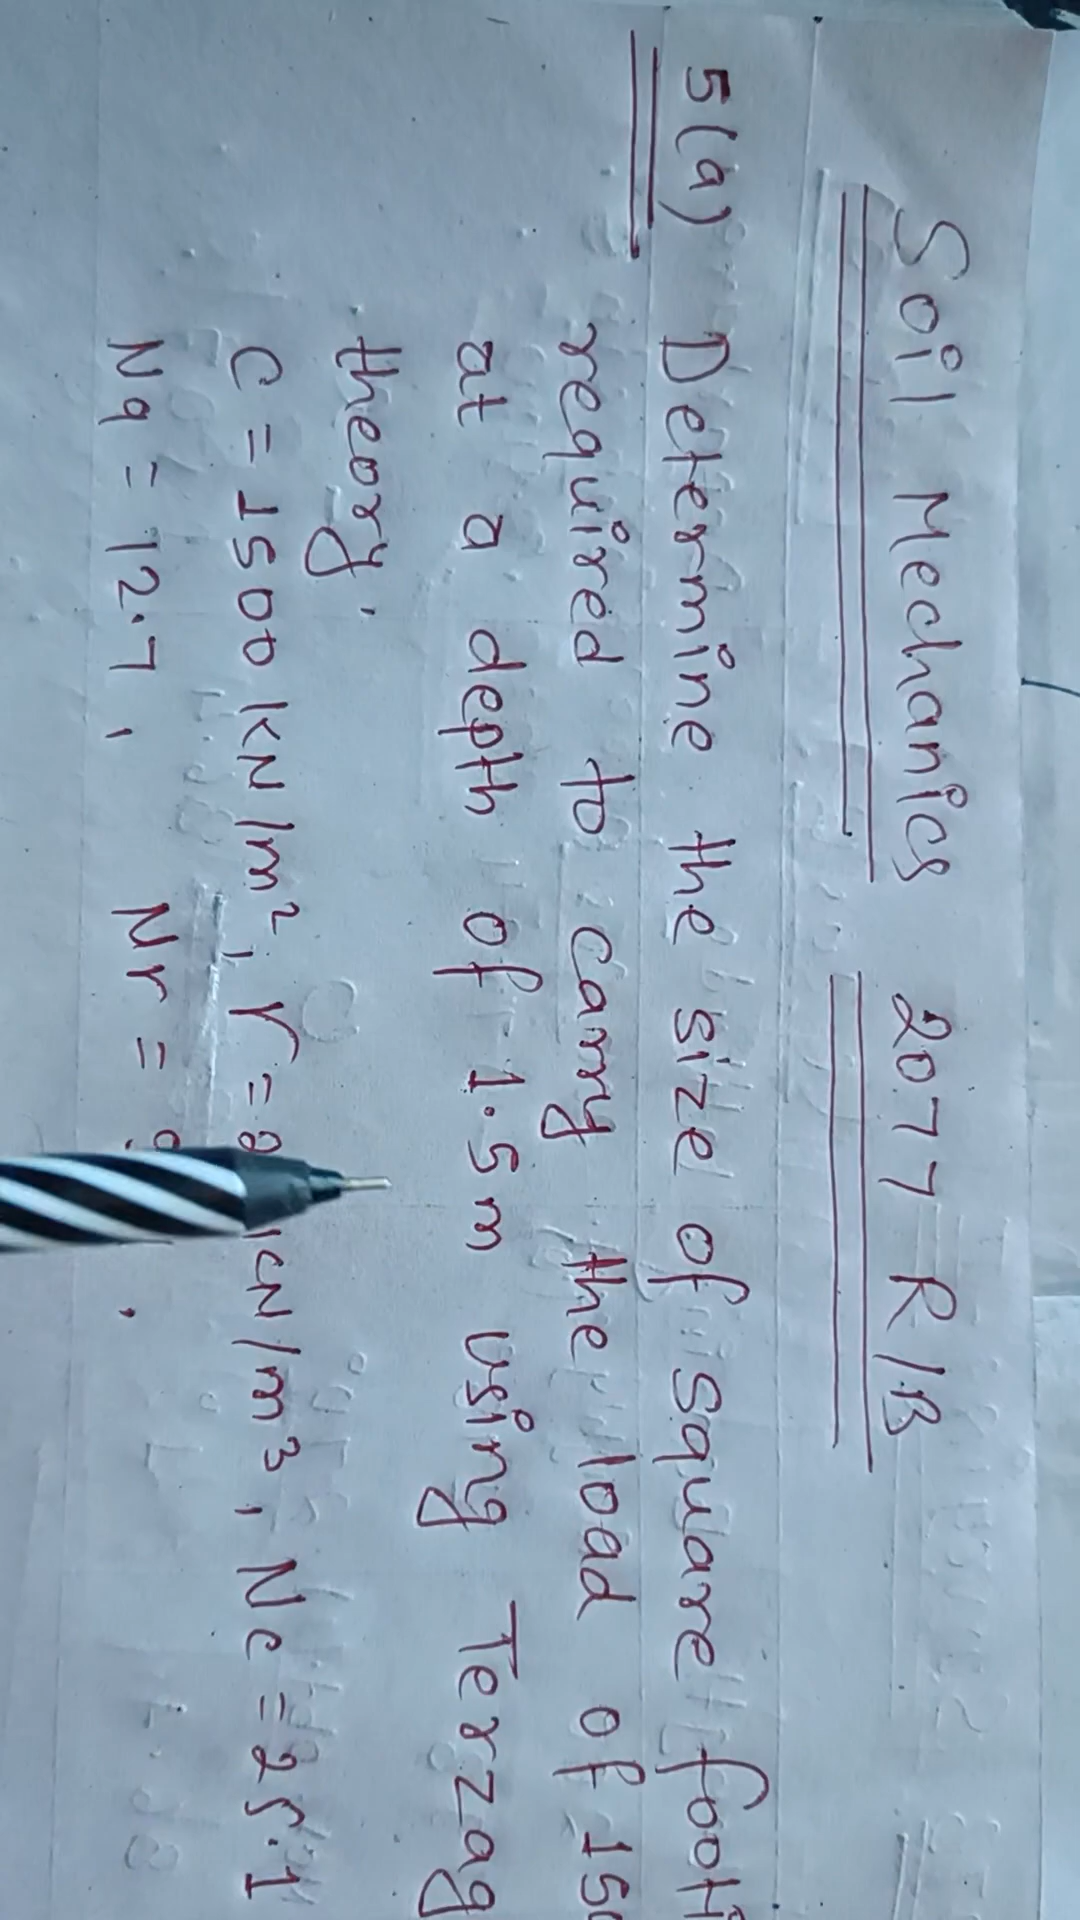 Soil Mechanics 2077 R/B
5(a) Determine the size of square footi
required to carry the load of 150
at a depth of 1.5m using Terzag
theory.
C = 1500 kN/m², γ = kN/m³, Nc = 25.1
Nq = 12.7, Nr =